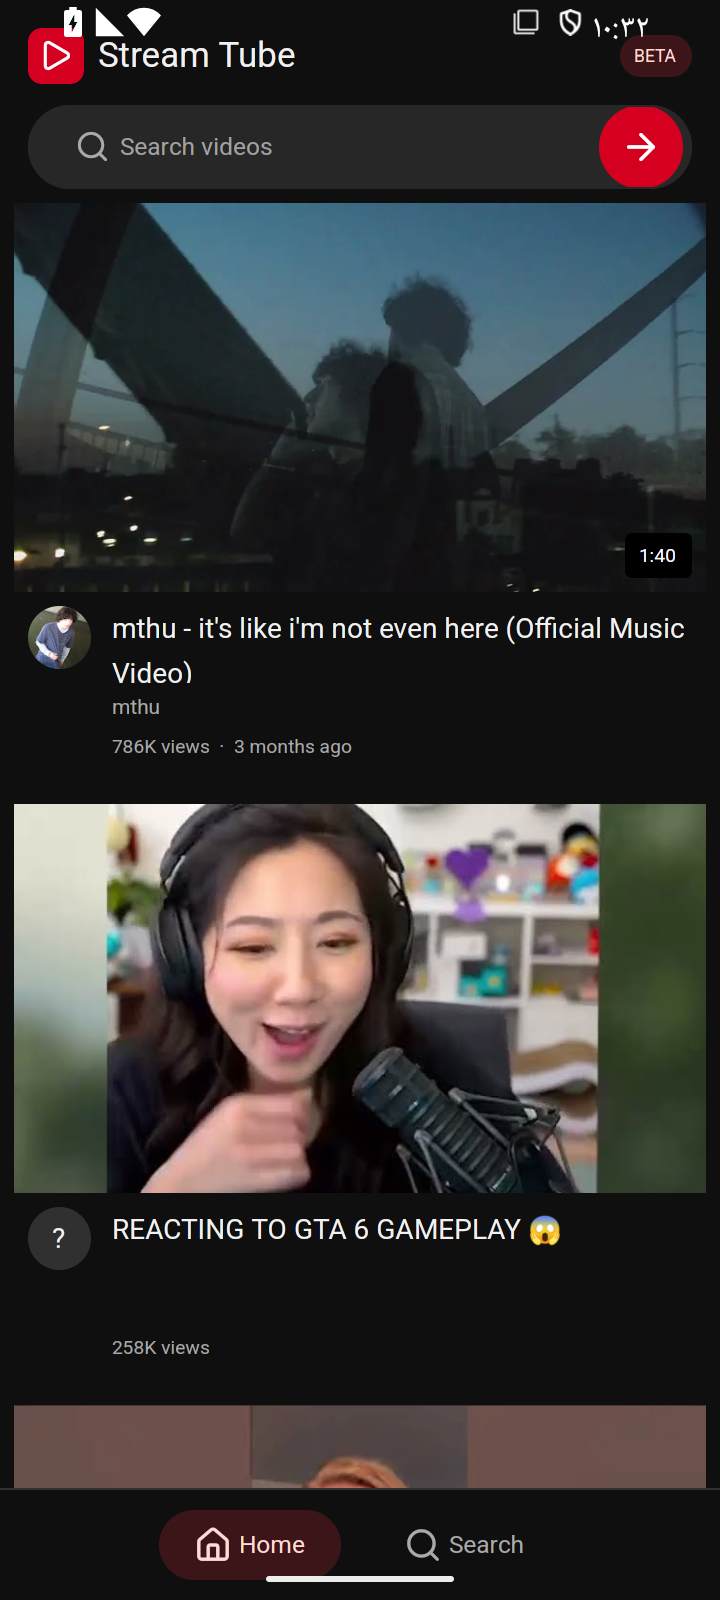 ١٠:٣٢
Stream Tube
BETA
Search videos
1:40
mthu - it's like i'm not even here (Official Music
Video)
mthu
786K views · 3 months ago
?
REACTING TO GTA 6 GAMEPLAY 😱
258K views
Home
Search